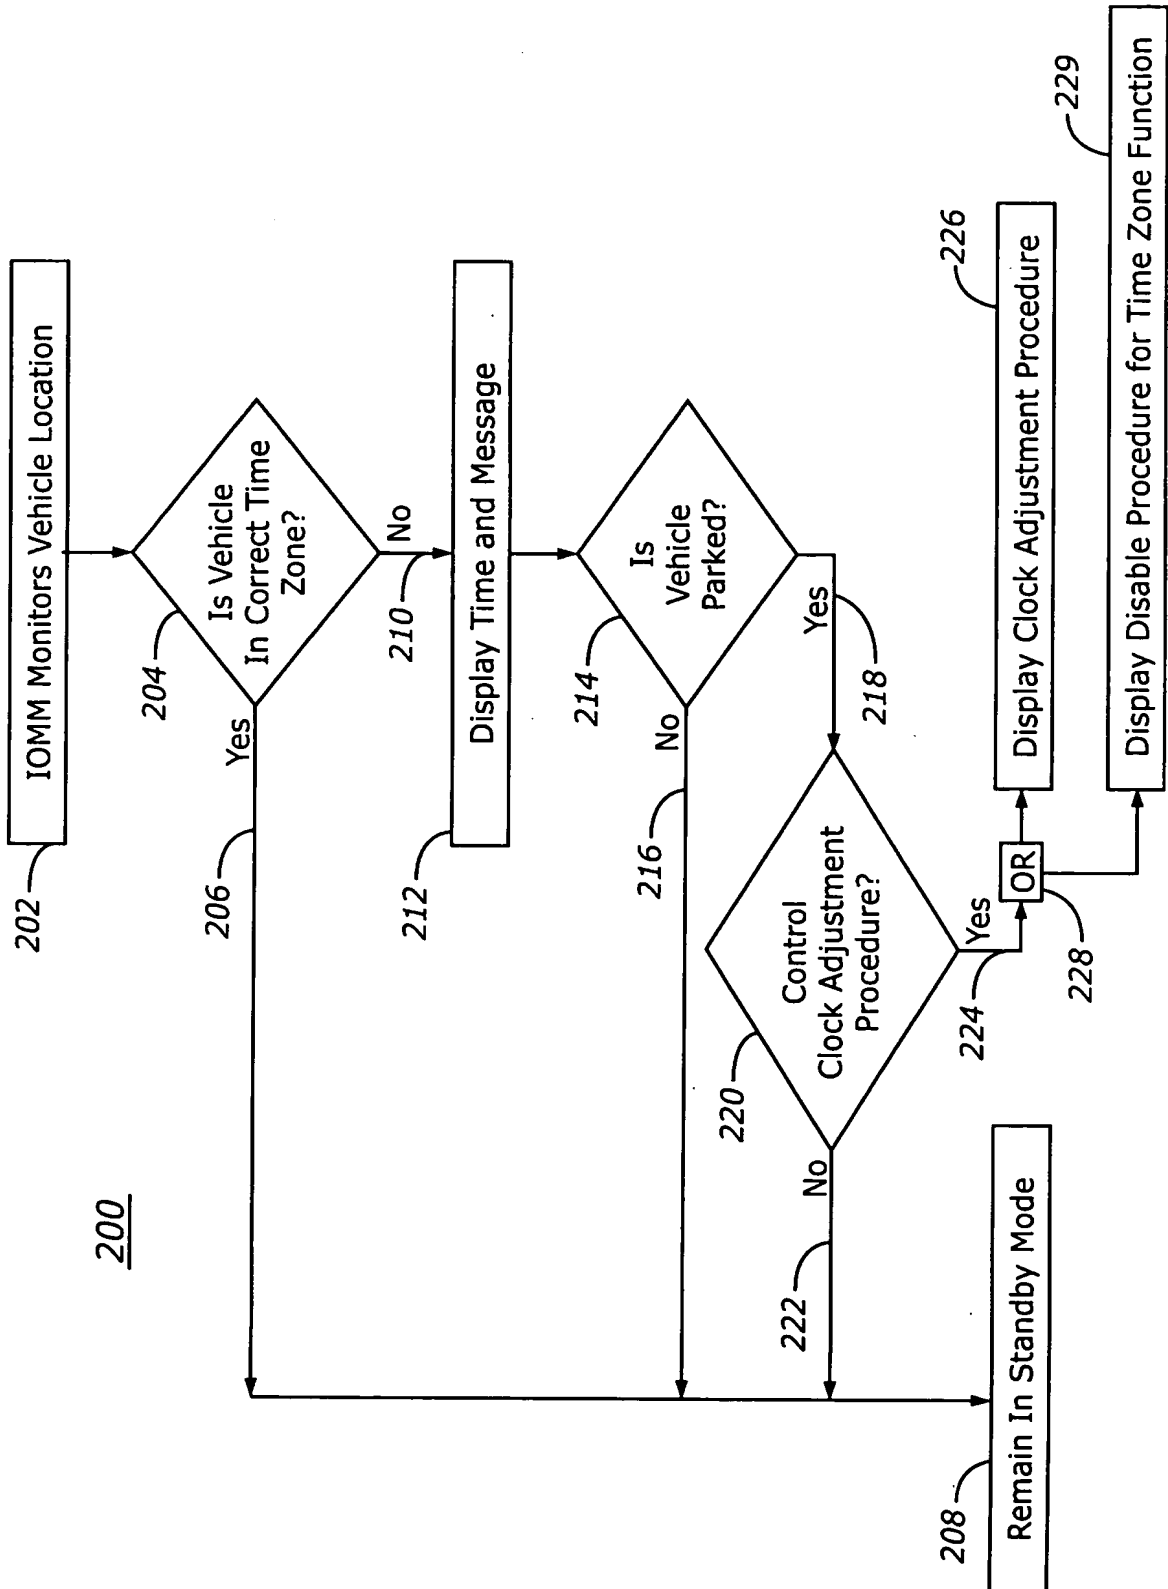 200
202
IOMM Monitors Vehicle Location
204
Is Vehicle
In Correct Time
Zone?
Yes
206
No
210
212
Display Time and Message
214
Is
Vehicle
Parked?
No
216
Yes
218
220
Control
Clock Adjustment
Procedure?
No
222
Yes
224
OR
228
226
Display Clock Adjustment Procedure
229
Display Disable Procedure for Time Zone Function
208
Remain In Standby Mode